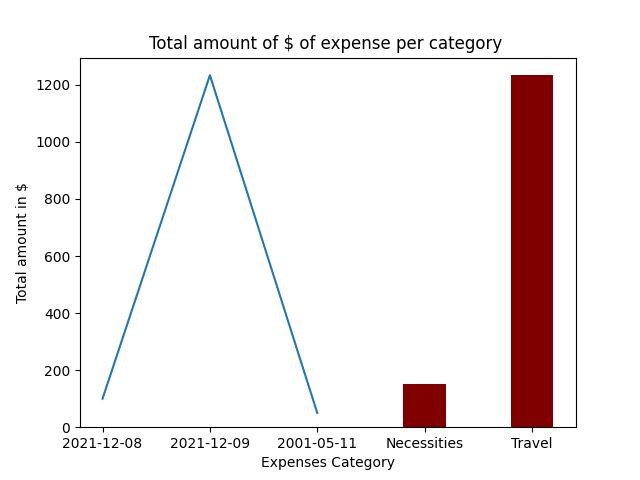 Total amount of $ of expense per category
Total amount in $
1200
1000
800
600
400
200
0
2021-12-08 2021-12-09 2001-05-11 Necessities Travel
Expenses Category